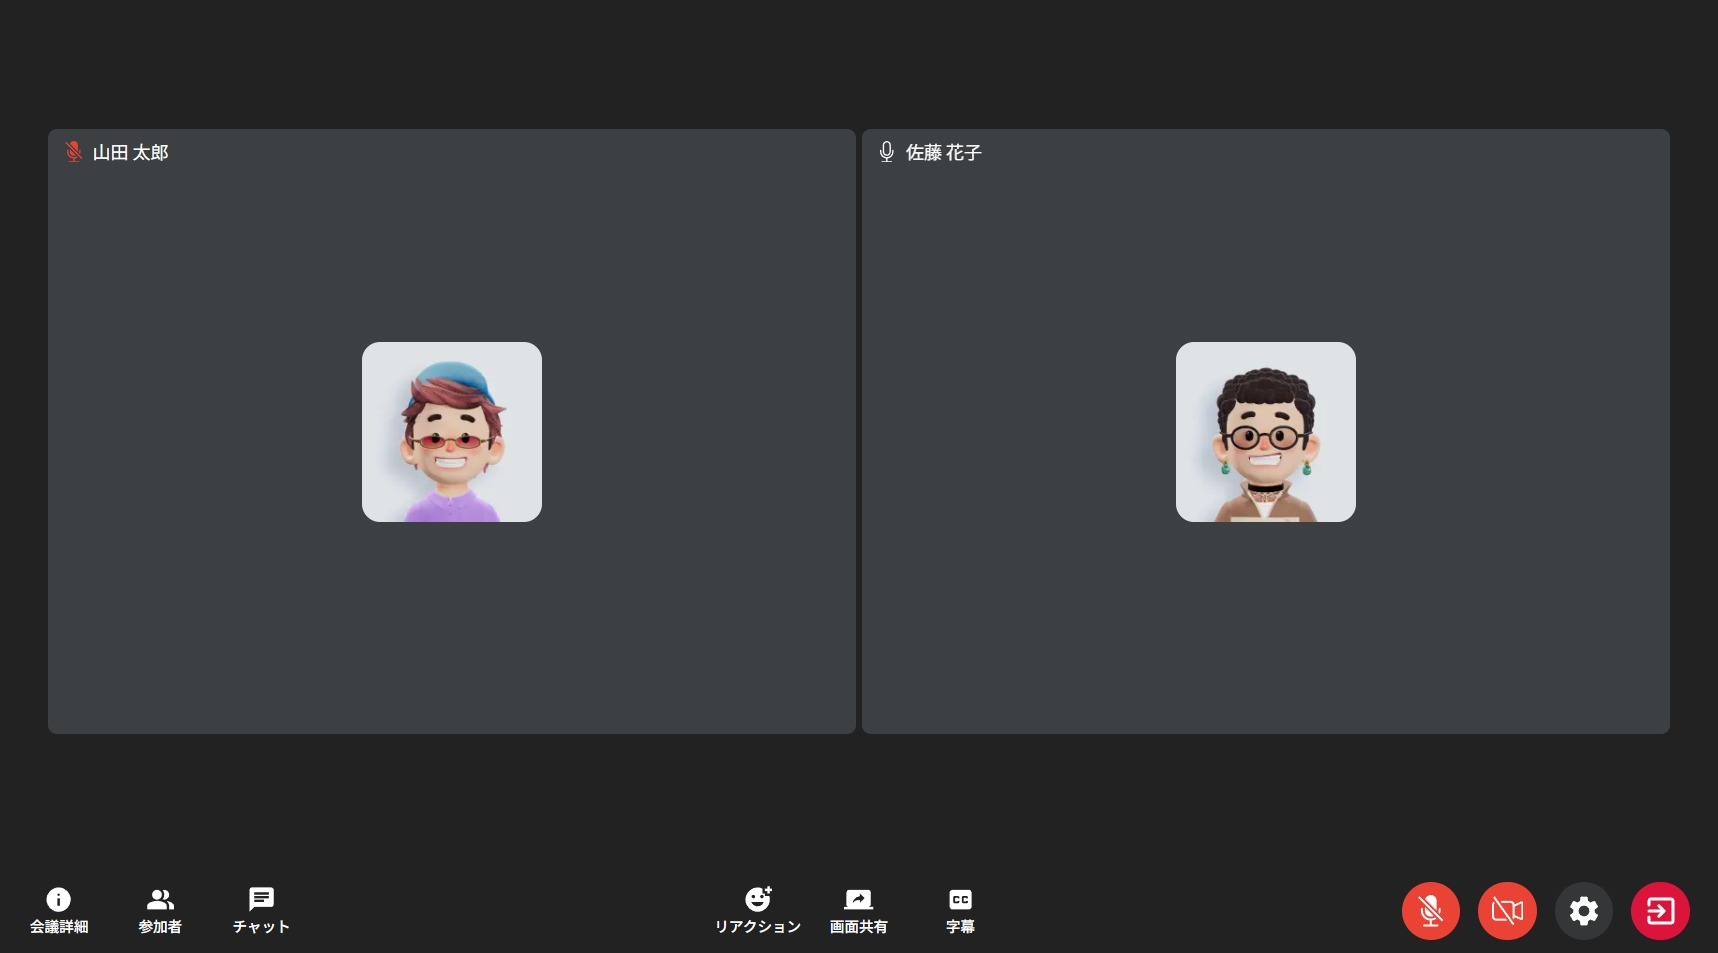 山田 太郎
佐藤 花子
会議詳細
参加者
チャット
リアクション
画面共有
CC
字幕